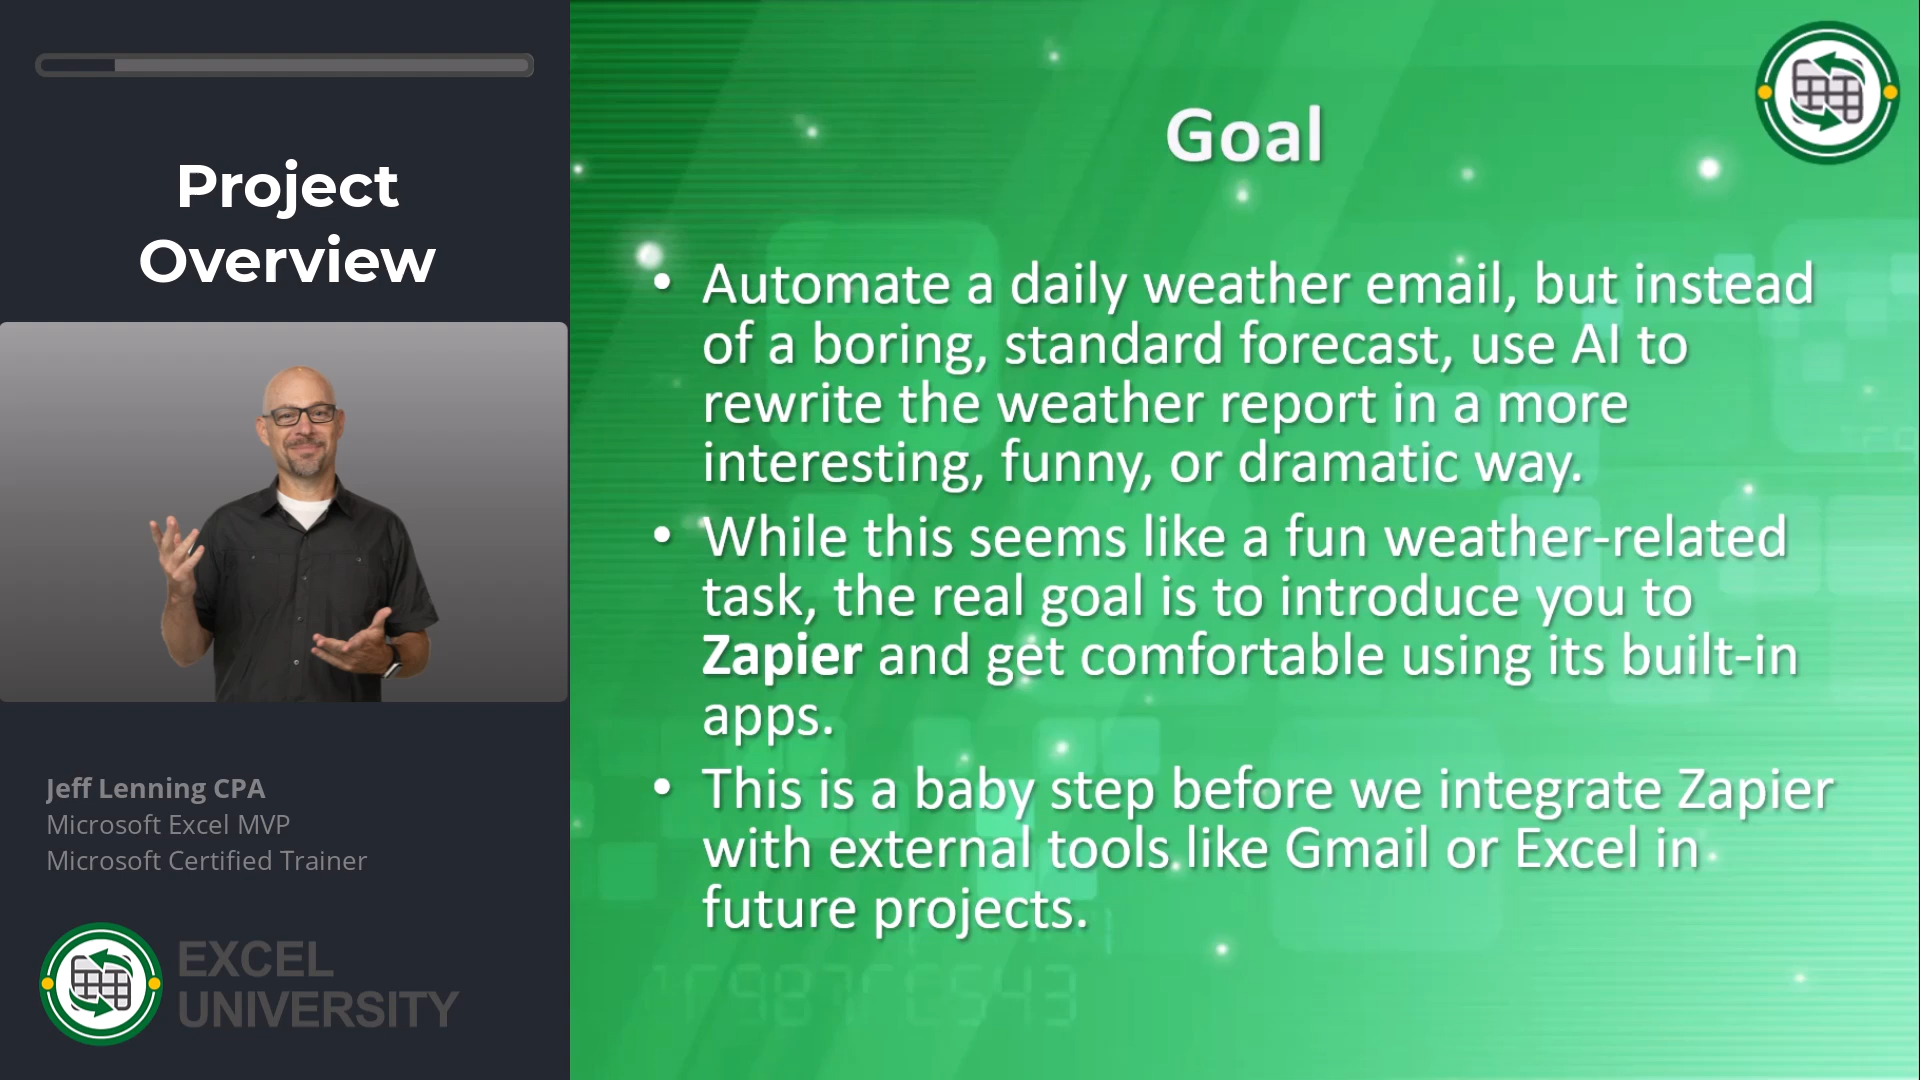 Project
Overview
Jeff Lenning CPA
Microsoft Excel MVP
Microsoft Certified Trainer
EXCEL
UNIVERSITY
Goal
• Automate a daily weather email, but instead
of a boring, standard forecast, use AI to
rewrite the weather report in a more
interesting, funny, or dramatic way.
• While this seems like a fun weather-related
task, the real goal is to introduce you to
Zapier and get comfortable using its built-in
apps.
• This is a baby step before we integrate Zapier
with external tools like Gmail or Excel in
future projects.